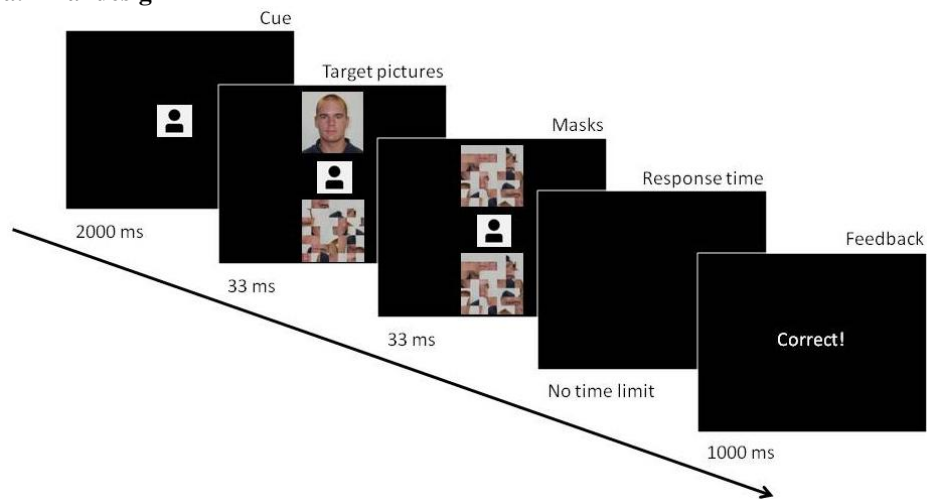 Cue
Target pictures
Masks
Response time
Feedback
2000 ms
33 ms
33 ms
No time limit
Correct!
1000 ms